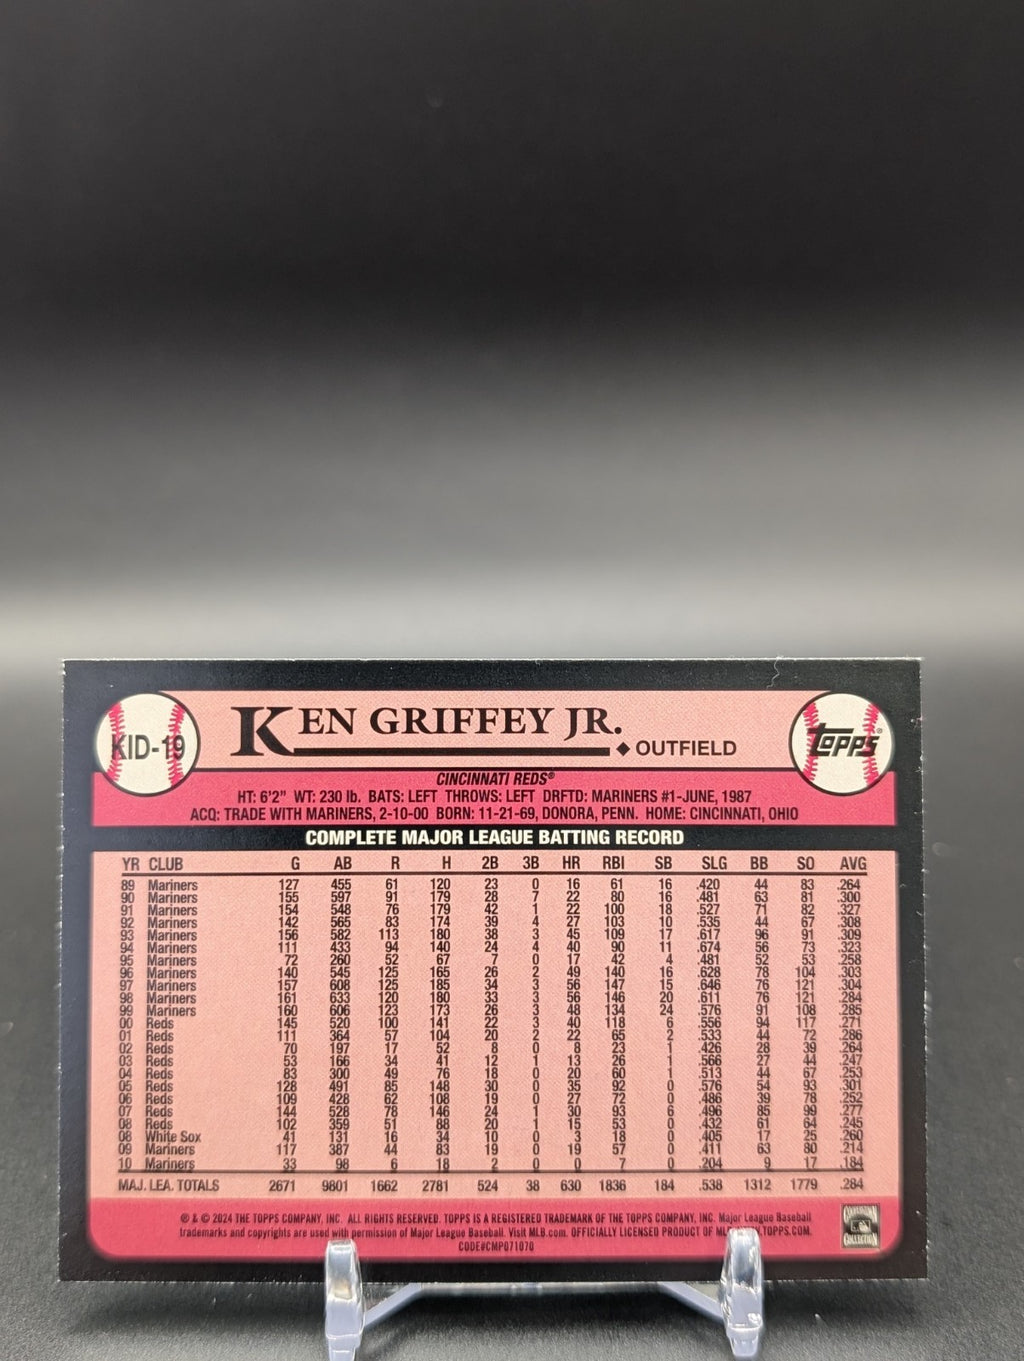 KID-19
KEN GRIFFEY JR.
◆ OUTFIELD
TOPPS®
CINCINNATI REDS®
HT: 6'2" WT: 230 lb. BATS: LEFT THROWS: LEFT DRFTD: MARINERS #1-JUNE, 1987
ACQ: TRADE WITH MARINERS, 2-10-00 BORN: 11-21-69, DONORA, PENN. HOME: CINCINNATI, OHIO
COMPLETE MAJOR LEAGUE BATTING RECORD
YR CLUB G AB R H 2B 3B HR RBI SB SLG BB SO AVG
89 Mariners 127 455 61 120 23 0 16 61 16 .420 44 83 .264
90 Mariners 155 597 91 179 28 7 22 80 16 .481 63 81 .300
91 Mariners 154 548 76 179 42 1 22 100 18 .527 71 82 .327
92 Mariners 142 565 83 174 39 4 27 103 10 .535 44 67 .308
93 Mariners 156 582 113 180 38 3 45 109 17 .617 96 91 .309
94 Mariners 111 433 94 140 24 4 40 90 11 .674 56 73 .323
95 Mariners 72 260 52 67 7 0 17 42 4 .481 52 53 .258
96 Mariners 140 545 125 165 26 2 49 140 16 .628 78 104 .303
97 Mariners 157 608 125 185 34 3 56 147 15 .646 76 121 .304
98 Mariners 161 633 120 180 33 3 56 146 20 .611 76 121 .284
99 Mariners 160 606 123 173 26 3 48 134 24 .576 91 108 .285
00 Reds 145 520 100 141 22 3 40 118 6 .556 94 117 .271
01 Reds 111 364 57 104 20 2 22 65 2 .533 44 72 .286
02 Reds 70 197 17 52 8 0 8 23 1 .426 28 39 .264
03 Reds 53 166 34 41 12 1 13 26 1 .566 27 44 .247
04 Reds 83 300 49 76 18 0 20 60 1 .513 44 67 .253
05 Reds 128 491 85 148 30 0 35 92 0 .576 54 93 .301
06 Reds 109 428 62 108 19 0 27 72 0 .486 39 78 .252
07 Reds 144 528 78 146 24 1 30 93 6 .496 85 99 .277
08 Reds 102 359 51 88 20 1 15 53 0 .432 61 64 .245
08 White Sox 41 131 16 34 10 0 3 18 0 .405 17 25 .260
09 Mariners 117 387 44 83 19 0 19 57 0 .411 63 80 .214
10 Mariners 33 98 6 18 2 0 0 7 0 .204 9 17 .184
MAJ. LEA. TOTALS 2671 9801 1662 2781 524 38 630 1836 184 .538 1312 1779 .284
® & © 2024 THE TOPPS COMPANY, INC. ALL RIGHTS RESERVED. TOPPS IS A REGISTERED TRADEMARK OF THE TOPPS COMPANY, INC. Major League Baseball
trademarks and copyrights are used with permission of Major League Baseball. Visit MLB.com. OFFICIALLY LICENSED PRODUCT OF TOPPS.COM.
CODE#CMP071070
COOPERSTOWN
COLLECTION